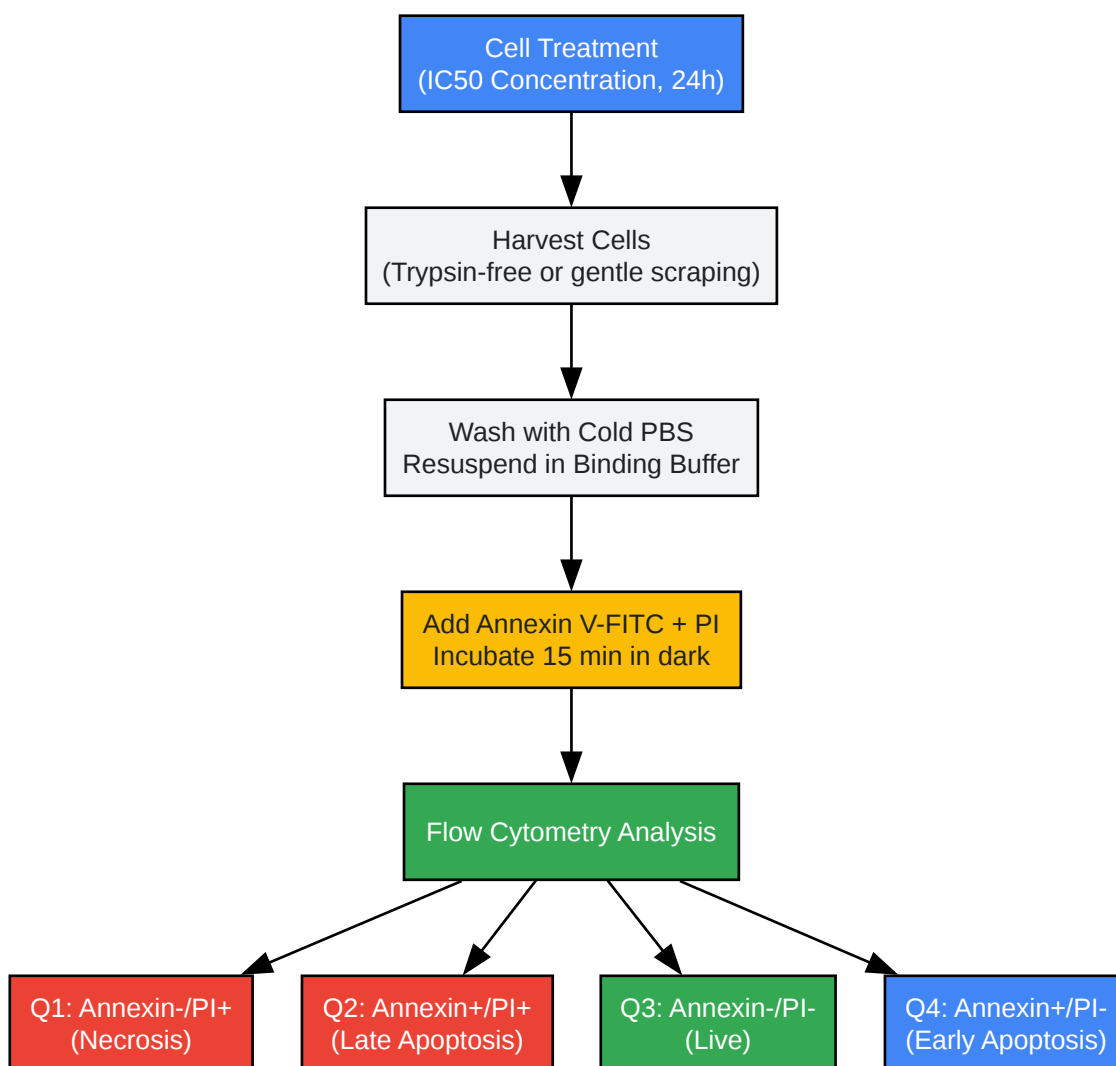 Cell Treatment
(IC50 Concentration, 24h)
Harvest Cells
(Trypsin-free or gentle scraping)
Wash with Cold PBS
Resuspend in Binding Buffer
Add Annexin V-FITC + PI
Incubate 15 min in dark
Flow Cytometry Analysis
Q1: Annexin-/PI+
(Necrosis)
Q2: Annexin+/PI+
(Late Apoptosis)
Q3: Annexin-/PI-
(Live)
Q4: Annexin+/PI-
(Early Apoptosis)